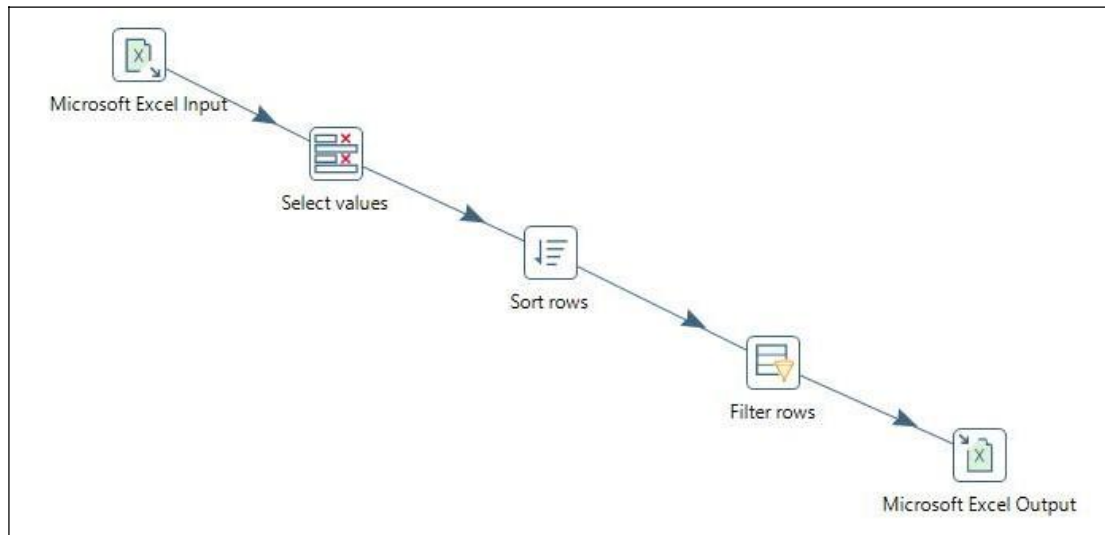 Microsoft Excel Input
Select values
Sort rows
Filter rows
Microsoft Excel Output